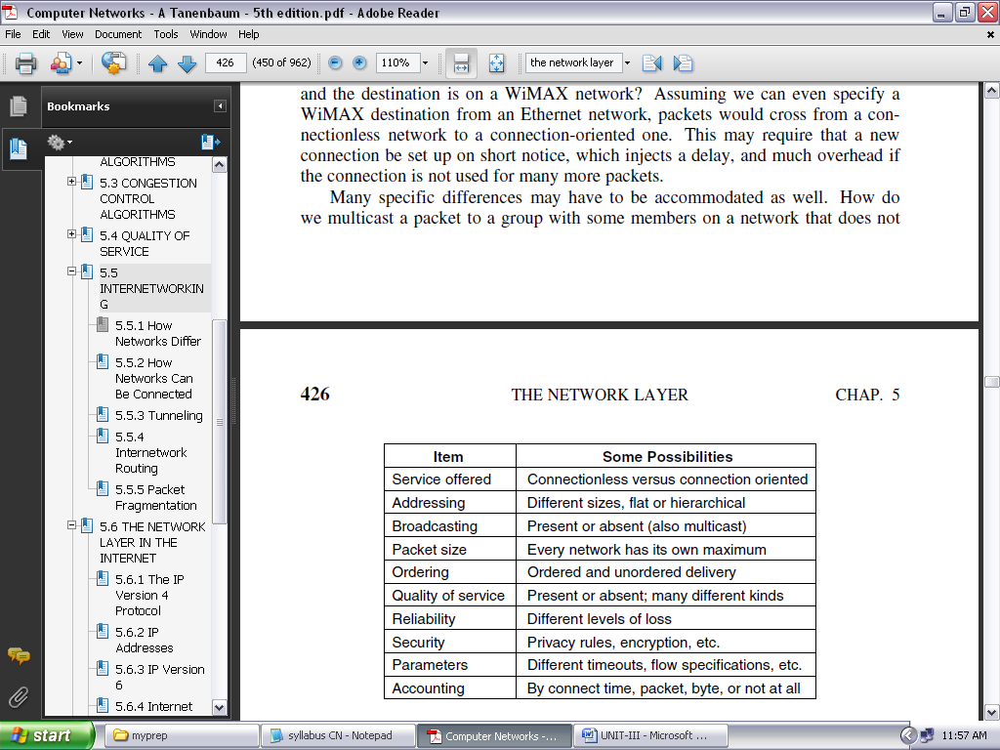 Computer Networks - A Tanenbaum - 5th edition.pdf - Adobe Reader
File Edit View Document Tools Window Help
426 (450 of 962) 110% the network layer
Bookmarks
ALGORITHMS
5.3 CONGESTION
CONTROL
ALGORITHMS
5.4 QUALITY OF
SERVICE
5.5
INTERNETWORKIN
G
5.5.1 How
Networks Differ
5.5.2 How
Networks Can
Be Connected
5.5.3 Tunneling
5.5.4
Internetwork
Routing
5.5.5 Packet
Fragmentation
5.6 THE NETWORK
LAYER IN THE
INTERNET
5.6.1 The IP
Version 4
Protocol
5.6.2 IP
Addresses
5.6.3 IP Version
6
5.6.4 Internet
and the destination is on a WiMAX network? Assuming we can even specify a
WiMAX destination from an Ethernet network, packets would cross from a con-
nectionless network to a connection-oriented one. This may require that a new
connection be set up on short notice, which injects a delay, and much overhead if
the connection is not used for many more packets.
Many specific differences may have to be accommodated as well. How do
we multicast a packet to a group with some members on a network that does not
426 THE NETWORK LAYER CHAP. 5
Item Some Possibilities
Service offered Connectionless versus connection oriented
Addressing Different sizes, flat or hierarchical
Broadcasting Present or absent (also multicast)
Packet size Every network has its own maximum
Ordering Ordered and unordered delivery
Quality of service Present or absent; many different kinds
Reliability Different levels of loss
Security Privacy rules, encryption, etc.
Parameters Different timeouts, flow specifications, etc.
Accounting By connect time, packet, byte, or not at all
start myprep syllabus CN - Notepad Computer Networks -... UNIT-III - Microsoft ... 11:57 AM